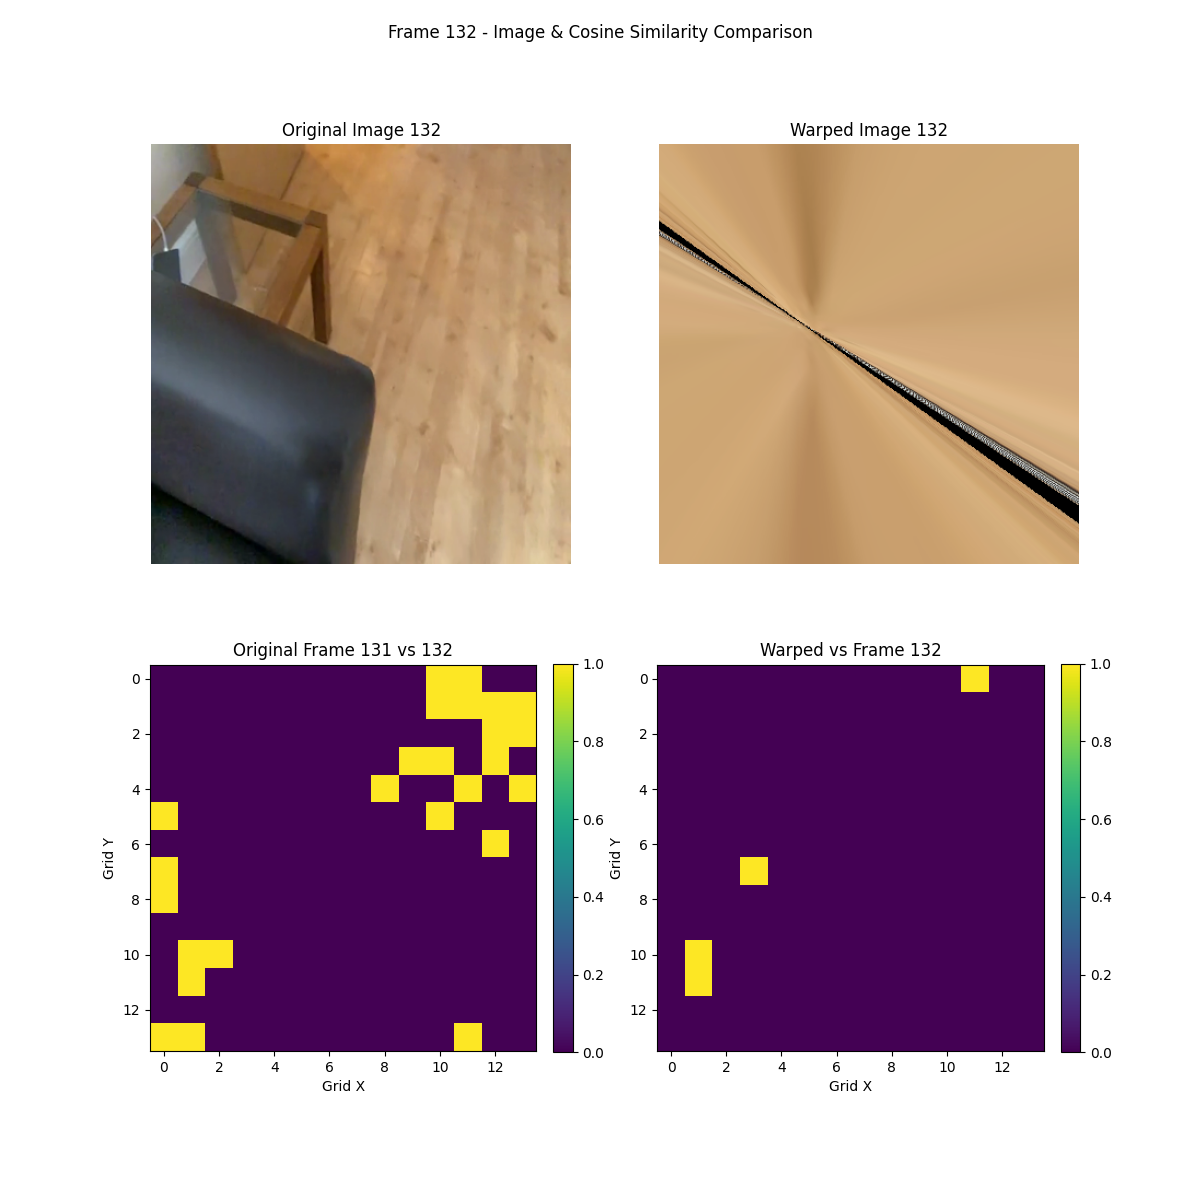 Frame 132 - Image & Cosine Similarity Comparison
Original Image 132
Warped Image 132
Original Frame 131 vs 132
Warped vs Frame 132
Grid Y
0
2
4
6
8
10
12
0 2 4 6 8 10 12
Grid X
1.0
0.8
0.6
0.4
0.2
0.0
Grid Y
0
2
4
6
8
10
12
0 2 4 6 8 10 12
Grid X
1.0
0.8
0.6
0.4
0.2
0.0